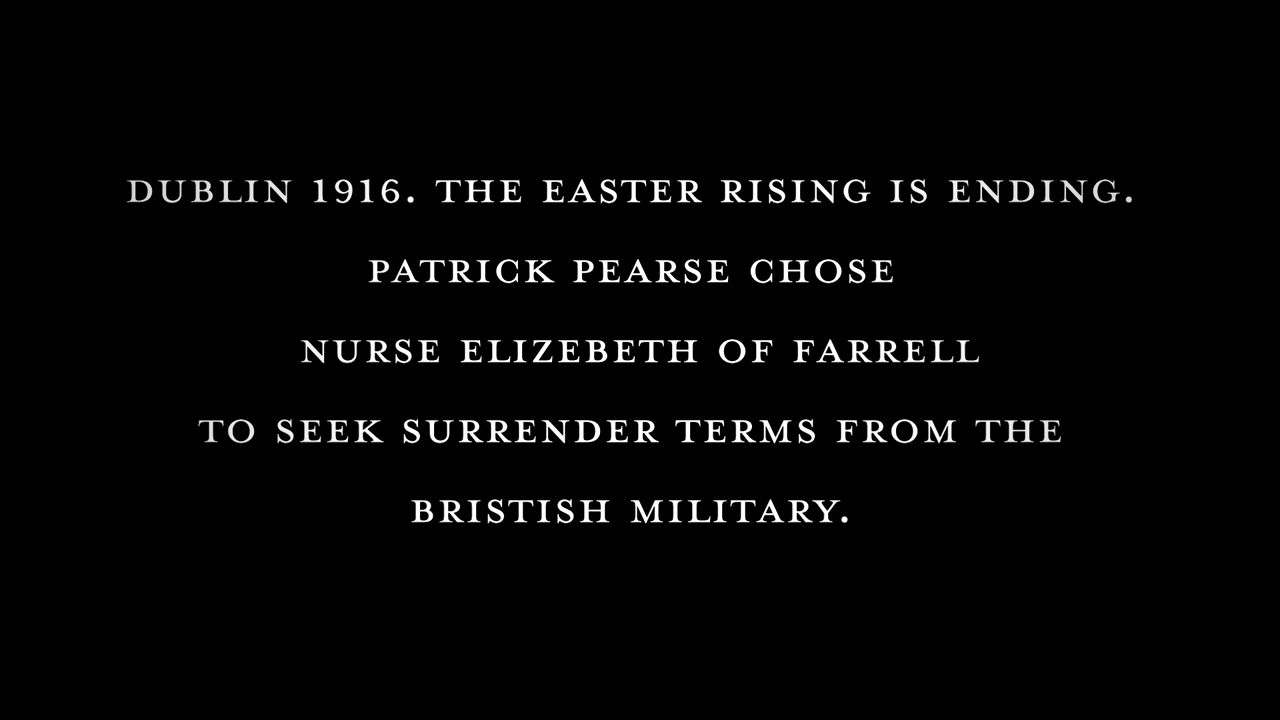 DUBLIN 1916. THE EASTER RISING IS ENDING.
PATRICK PEARSE CHOSE
NURSE ELIZEBETH OF FARRELL
TO SEEK SURRENDER TERMS FROM THE
BRISTISH MILITARY.